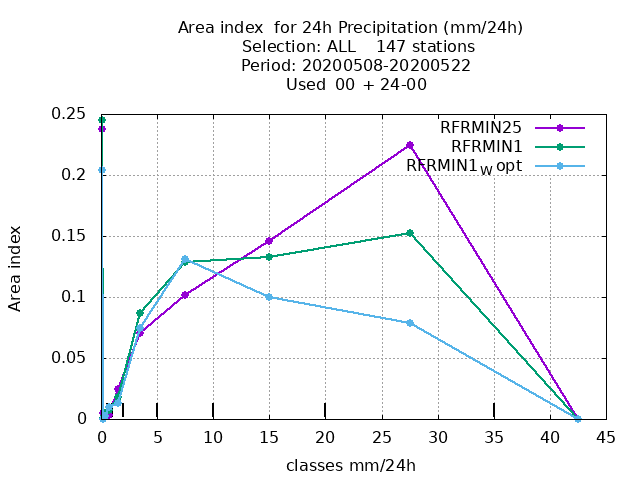 Area index for 24h Precipitation (mm/24h)
Selection: ALL 147 stations
Period: 20200508-20200522
Used 00 + 24-00
RFRMIN25
RFRMIN1
RFRMIN1W opt
Area index
0.25
0.2
0.15
0.1
0.05
0
0 5 10 15 20 25 30 35 40 45
classes mm/24h